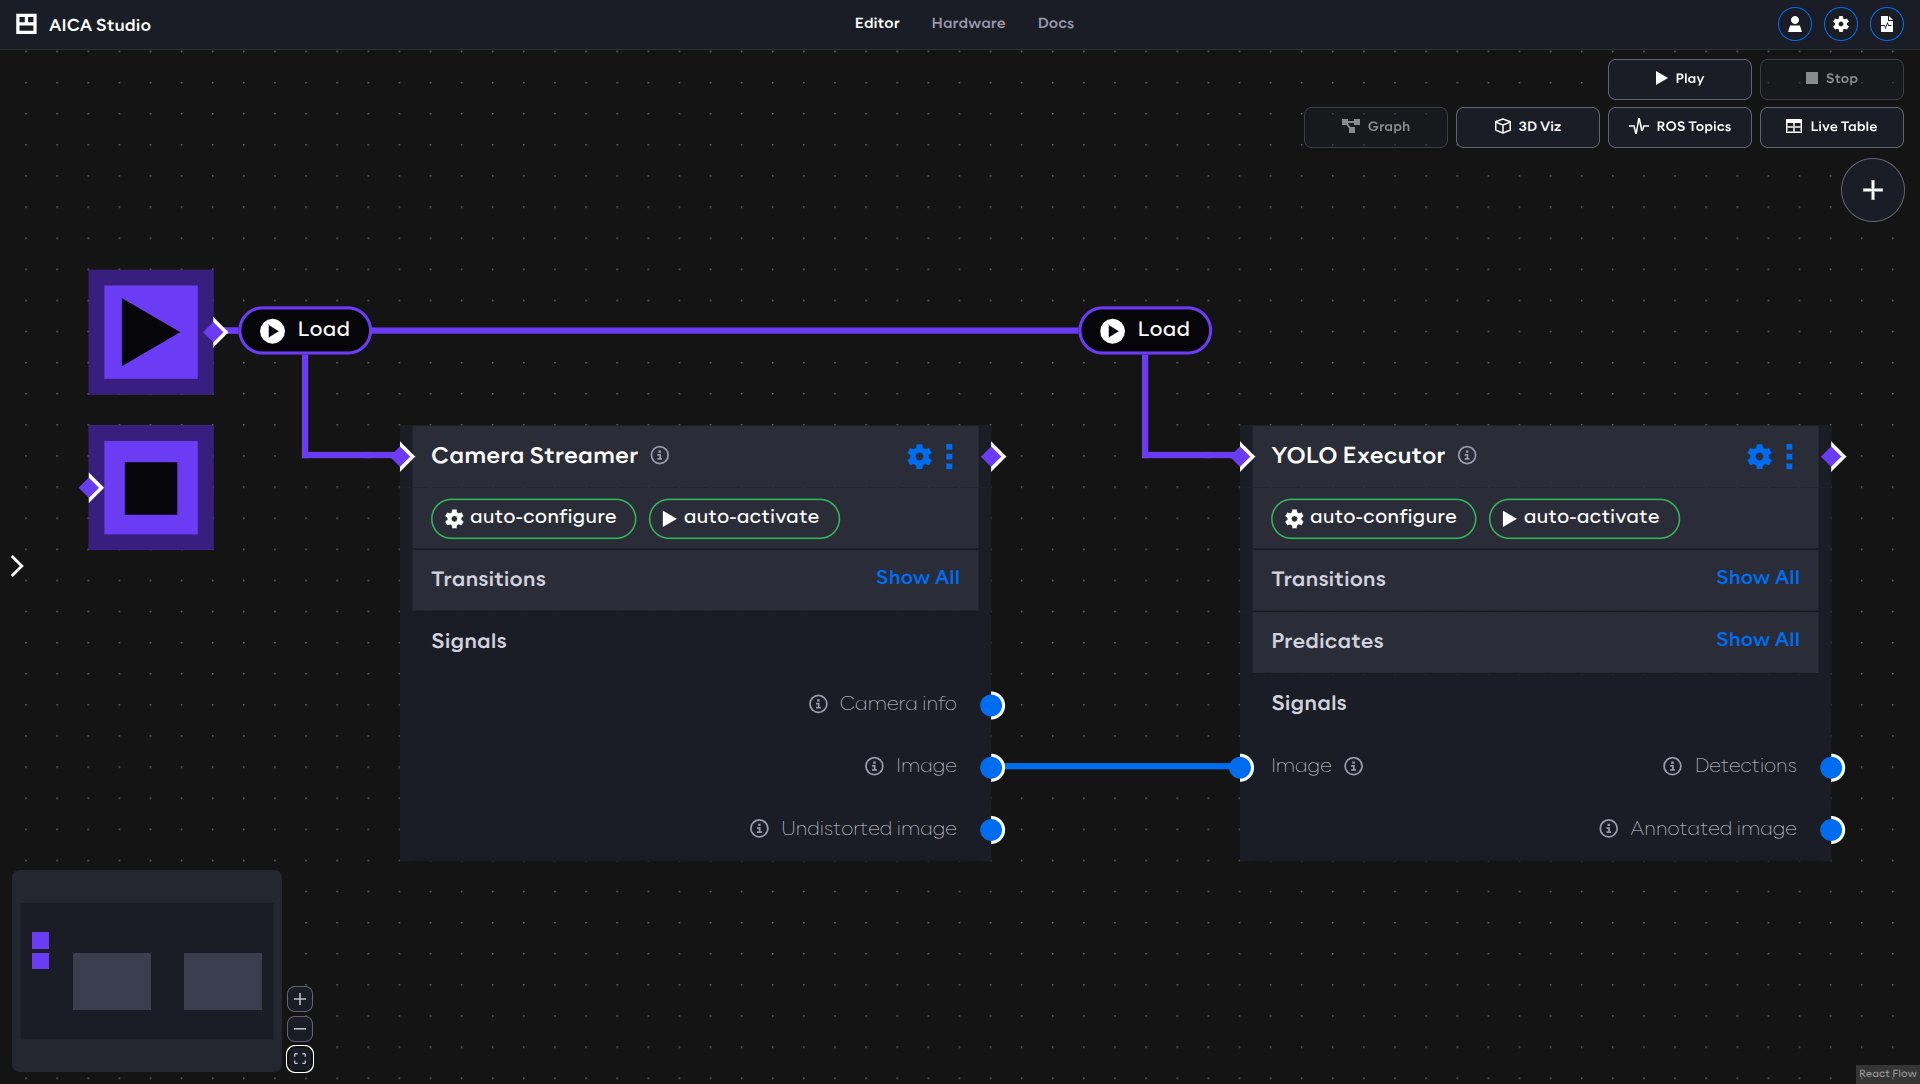 AICA Studio
Editor
Hardware
Docs
Play
Stop
Graph
3D Viz
ROS Topics
Live Table
Load
Load
Camera Streamer
auto-configure
auto-activate
Transitions
Show All
Signals
Camera info
Image
Undistorted image
YOLO Executor
auto-configure
auto-activate
Transitions
Show All
Predicates
Show All
Signals
Image
Detections
Annotated image
React Flow